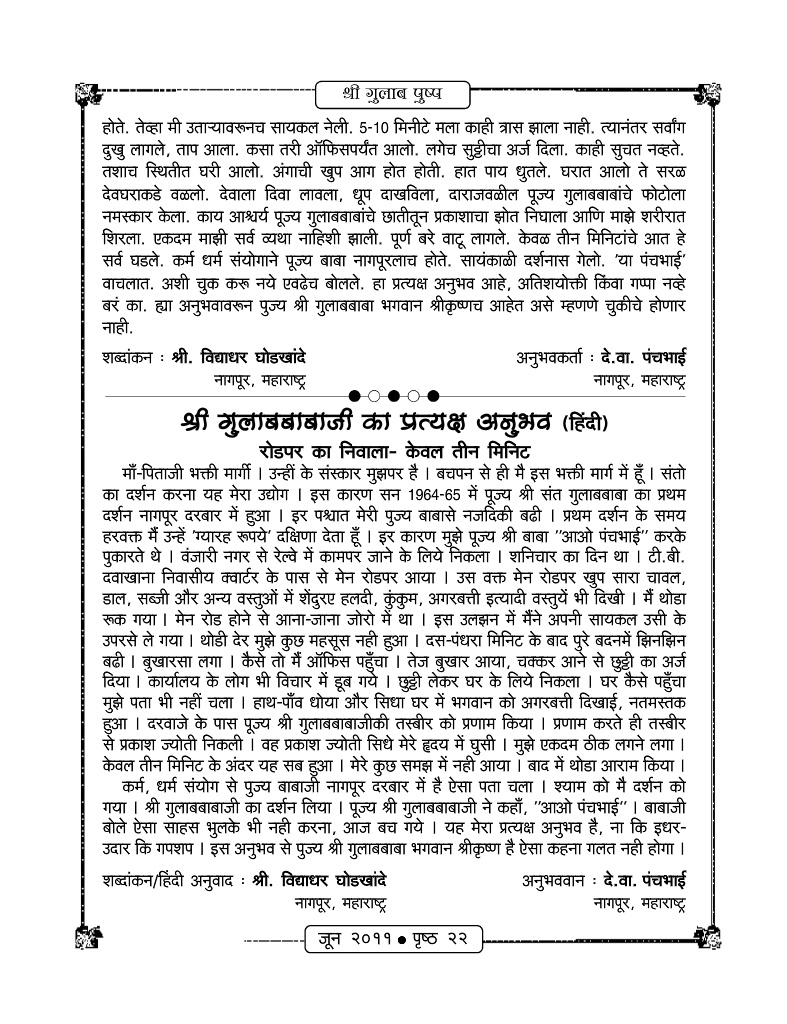 श्री गुलाब पुष्प
होते. तेव्हा मी उताऱ्यावरूनच सायकल नेली. 5-10 मिनीटे मला काही त्रास झाला नाही. त्यानंतर सर्वांग
दुखु लागले, ताप आला. कसा तरी ऑफिसपर्यंत आलो. लगेच सुट्टीचा अर्ज दिला. काही सुचत नव्हते.
तशाच स्थितीत घरी आलो. अंगाची खुप आग होत होती. हात पाय धुतले. घरात आलो ते सरळ
देवघराकडे वळलो. देवाला दिवा लावला, धूप दाखविला, दाराजवळील पूज्य गुलाबबाबांचे फोटोला
नमस्कार केला. काय आश्चर्य पूज्य गुलाबबाबांचे छातीतून प्रकाशाचा झोत निघाला आणि माझे शरीरात
शिरला. एकदम माझी सर्व व्यथा नाहिशी झाली. पूर्ण बरे वाटू लागले. केवळ तीन मिनिटांचे आत हे
सर्व घडले. कर्म धर्म संयोगाने पूज्य बाबा नागपूरलाच होते. सायंकाळी दर्शनास गेलो. 'या पंचभाई'
वाचलात. अशी चुक करू नये एवढेच बोलले. हा प्रत्यक्ष अनुभव आहे, अतिशयोक्ती किंवा गप्पा नव्हे
बरं का. ह्या अनुभवावरून पुज्य श्री गुलाबबाबा भगवान श्रीकृष्णच आहेत असे म्हणणे चुकीचे होणार
नाही.
शब्दांकन : श्री. विद्याधर घोडखांदे अनुभवकर्ता : दे.वा. पंचभाई
नागपूर, महाराष्ट्र नागपूर, महाराष्ट्र
श्री गुलाबबाबाजी का प्रत्यक्ष अनुभव (हिंदी)
रोडपर का निवाला- केवल तीन मिनिट
माँ-पिताजी भक्ती मार्गी । उन्हीं के संस्कार मुझपर है । बचपन से ही मै इस भक्ती मार्ग में हूँ । संतो
का दर्शन करना यह मेरा उद्योग । इस कारण सन 1964-65 में पूज्य श्री संत गुलाबबाबा का प्रथम
दर्शन नागपूर दरबार में हुआ । इर पश्चात मेरी पुज्य बाबासे नजदिकी बढी । प्रथम दर्शन के समय
हरवक्त मैं उन्हें 'ग्यारह रूपये' दक्षिणा देता हूँ । इर कारण मुझे पूज्य श्री बाबा "आओ पंचभाई" करके
पुकारते थे । वंजारी नगर से रेल्वे में कामपर जाने के लिये निकला । शनिचार का दिन था । टी.बी.
दवाखाना निवासीय क्वार्टर के पास से मेन रोडपर आया । उस वक्त मेन रोडपर खुप सारा चावल,
डाल, सब्जी और अन्य वस्तुओं में शेंदुरए हलदी, कुंकुम, अगरबत्ती इत्यादी वस्तुयें भी दिखी । मैं थोडा
रूक गया । मेन रोड होने से आना-जाना जोरो में था । इस उलझन में मैंने अपनी सायकल उसी के
उपरसे ले गया । थोडी देर मुझे कुछ महसूस नही हुआ । दस-पंधरा मिनिट के बाद पुरे बदनमें झिनझिन
बढी । बुखारसा लगा । कैसे तो मैं ऑफिस पहुँचा । तेज बुखार आया, चक्कर आने से छुट्टी का अर्ज
दिया । कार्यालय के लोग भी विचार में डूब गये । छुट्टी लेकर घर के लिये निकला । घर कैसे पहुँचा
मुझे पता भी नहीं चला । हाथ-पाँव धोया और सिधा घर में भगवान को अगरबत्ती दिखाई, नतमस्तक
हुआ । दरवाजे के पास पूज्य श्री गुलाबबाबाजीकी तस्बीर को प्रणाम किया । प्रणाम करते ही तस्बीर
से प्रकाश ज्योती निकली । वह प्रकाश ज्योती सिधे मेरे हृदय में घुसी । मुझे एकदम ठीक लगने लगा ।
केवल तीन मिनिट के अंदर यह सब हुआ । मेरे कुछ समझ में नही आया । बाद में थोडा आराम किया ।
कर्म, धर्म संयोग से पुज्य बाबाजी नागपूर दरबार में है ऐसा पता चला । श्याम को मै दर्शन को
गया । श्री गुलाबबाबाजी का दर्शन लिया । पूज्य श्री गुलाबबाबाजी ने कहाँ, "आओ पंचभाई" । बाबाजी
बोले ऐसा साहस भुलके भी नही करना, आज बच गये । यह मेरा प्रत्यक्ष अनुभव है, ना कि इधर-
उदार कि गपशप । इस अनुभव से पुज्य श्री गुलाबबाबा भगवान श्रीकृष्ण है ऐसा कहना गलत नही होगा ।
शब्दांकन/हिंदी अनुवाद : श्री. विद्याधर घोडखांदे अनुभववान : दे.वा. पंचभाई
नागपूर, महाराष्ट्र नागपूर, महाराष्ट्र
जून २०११ ● पृष्ठ २२